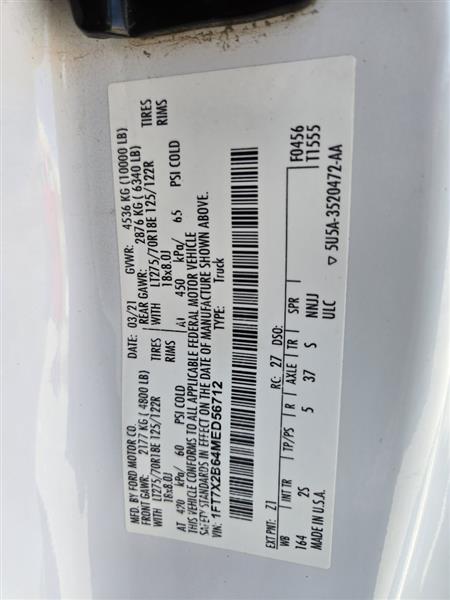 MFD. BY FORD MOTOR CO.
DATE: 03/21 GVWR: 4536 KG (10000 LB)
FRONT GAWR: 2177 KG ( 4800 LB) REAR GAWR: 2876 KG ( 6340 LB)
WITH LT275/70R18E 125/122R TIRES WITH LT275/70R18E 125/122R TIRES
18x8.0J RIMS 18x8.0J RIMS
AT 420 kPa/ 60 PSI COLD AT 450 kPa/ 65 PSI COLD
THIS VEHICLE CONFORMS TO ALL APPLICABLE FEDERAL MOTOR VEHICLE
SAFETY STANDARDS IN EFFECT ON THE DATE OF MANUFACTURE SHOWN ABOVE.
VIN: 1FT7X2B64MED56712 TYPE: Truck
F0456
T1555
EXT PNT: Z1 RC: 27 DSO:
WB INT TR TP/PS R AXLE TR SPR
164 2S 5 37 S NNJJ
MADE IN U.S.A. ULC ▽ 5U5A-3520472-AA